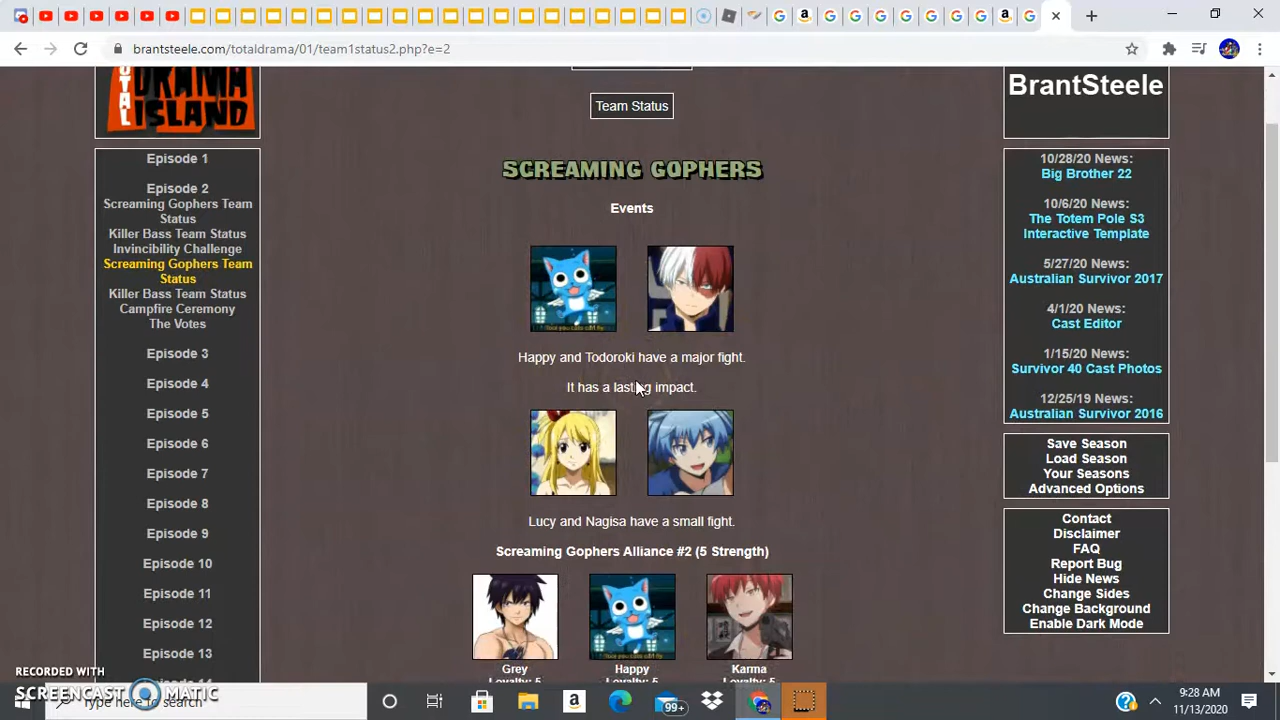 brantsteele.com/totaldrama/01/team1status2.php?e=2
TOTAL
DRAMA
ISLAND
BrantSteele
Team Status
SCREAMING GOPHERS
Events
Happy and Todoroki have a major fight.
It has a lasting impact.
Lucy and Nagisa have a small fight.
Screaming Gophers Alliance #2 (5 Strength)
Grey
Happy
Karma
Loyalty: 5
Loyalty: 5
Loyalty: 5
Episode 1
Episode 2
Screaming Gophers Team
Status
Killer Bass Team Status
Invincibility Challenge
Screaming Gophers Team
Status
Killer Bass Team Status
Campfire Ceremony
The Votes
Episode 3
Episode 4
Episode 5
Episode 6
Episode 7
Episode 8
Episode 9
Episode 10
Episode 11
Episode 12
Episode 13
10/28/20 News:
Big Brother 22
10/6/20 News:
The Totem Pole S3
Interactive Template
5/27/20 News:
Australian Survivor 2017
4/1/20 News:
Cast Editor
1/15/20 News:
Survivor 40 Cast Photos
12/25/19 News:
Australian Survivor 2016
Save Season
Load Season
Your Seasons
Advanced Options
Contact
Disclaimer
FAQ
Report Bug
Hide News
Change Sides
Change Background
Enable Dark Mode
RECORDED WITH
SCREENCAST MATIC
Type here to search
99+
9:28 AM
11/13/2020